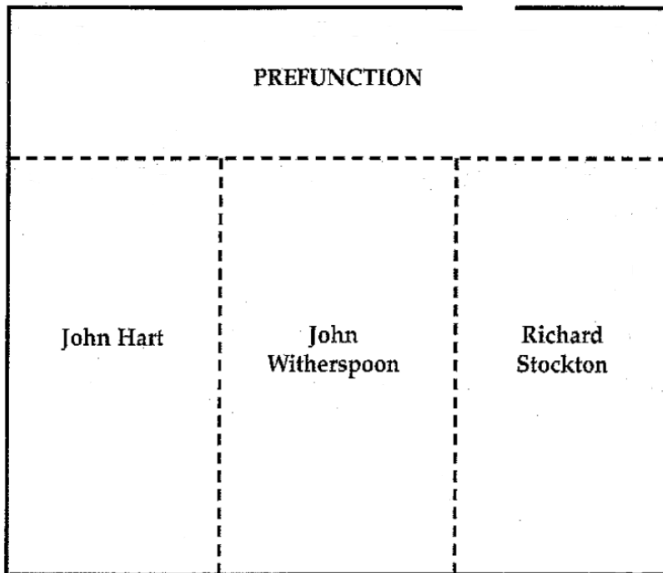 PREFUNCTION
John Hart
John
Witherspoon
Richard
Stockton